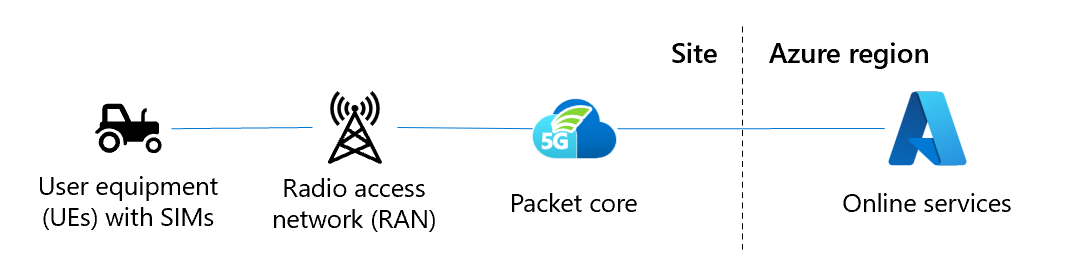 Site
Azure region
5G
User equipment
(UEs) with SIMs
Radio access
network (RAN)
Packet core
Online services